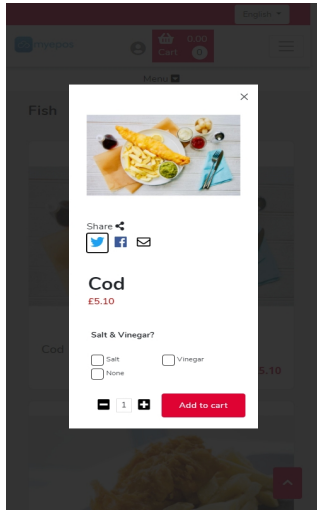 English
myepos
0.00
Cart 0
Menu
Fish
×
Share
Cod
£5.10
Salt & Vinegar?
Salt
Vinegar
None
1
Add to cart
Cod
5.10